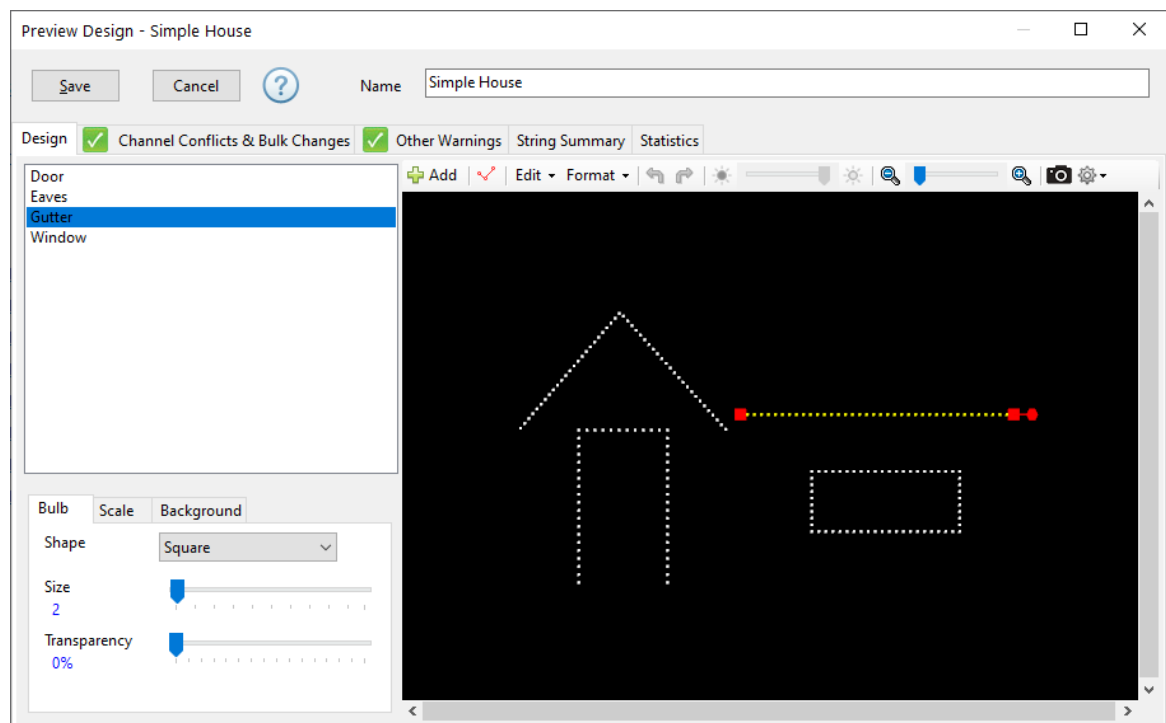 Preview Design - Simple House
Save Cancel ? Name Simple House
Design Channel Conflicts & Bulk Changes Other Warnings String Summary Statistics
Door
Eaves
Gutter
Window
Add Edit Format
Bulb Scale Background
Shape Square
Size
2
Transparency
0%